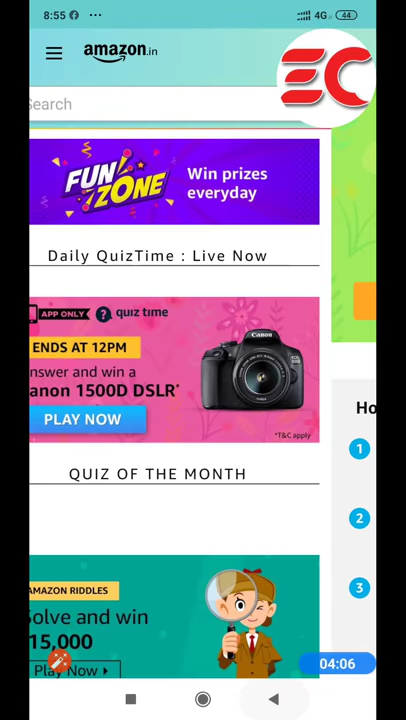 8:55
4G
44
amazon.in
EC
Search
FUN
ZONE
Win prizes
everyday
Daily QuizTime : Live Now
APP ONLY
quiz time
ENDS AT 12PM
nswer and win a
anon 1500D DSLR*
PLAY NOW
Canon
*T&C apply
QUIZ OF THE MONTH
Ho
1
2
3
AMAZON RIDDLES
Solve and win
15,000
Play Now
04:06